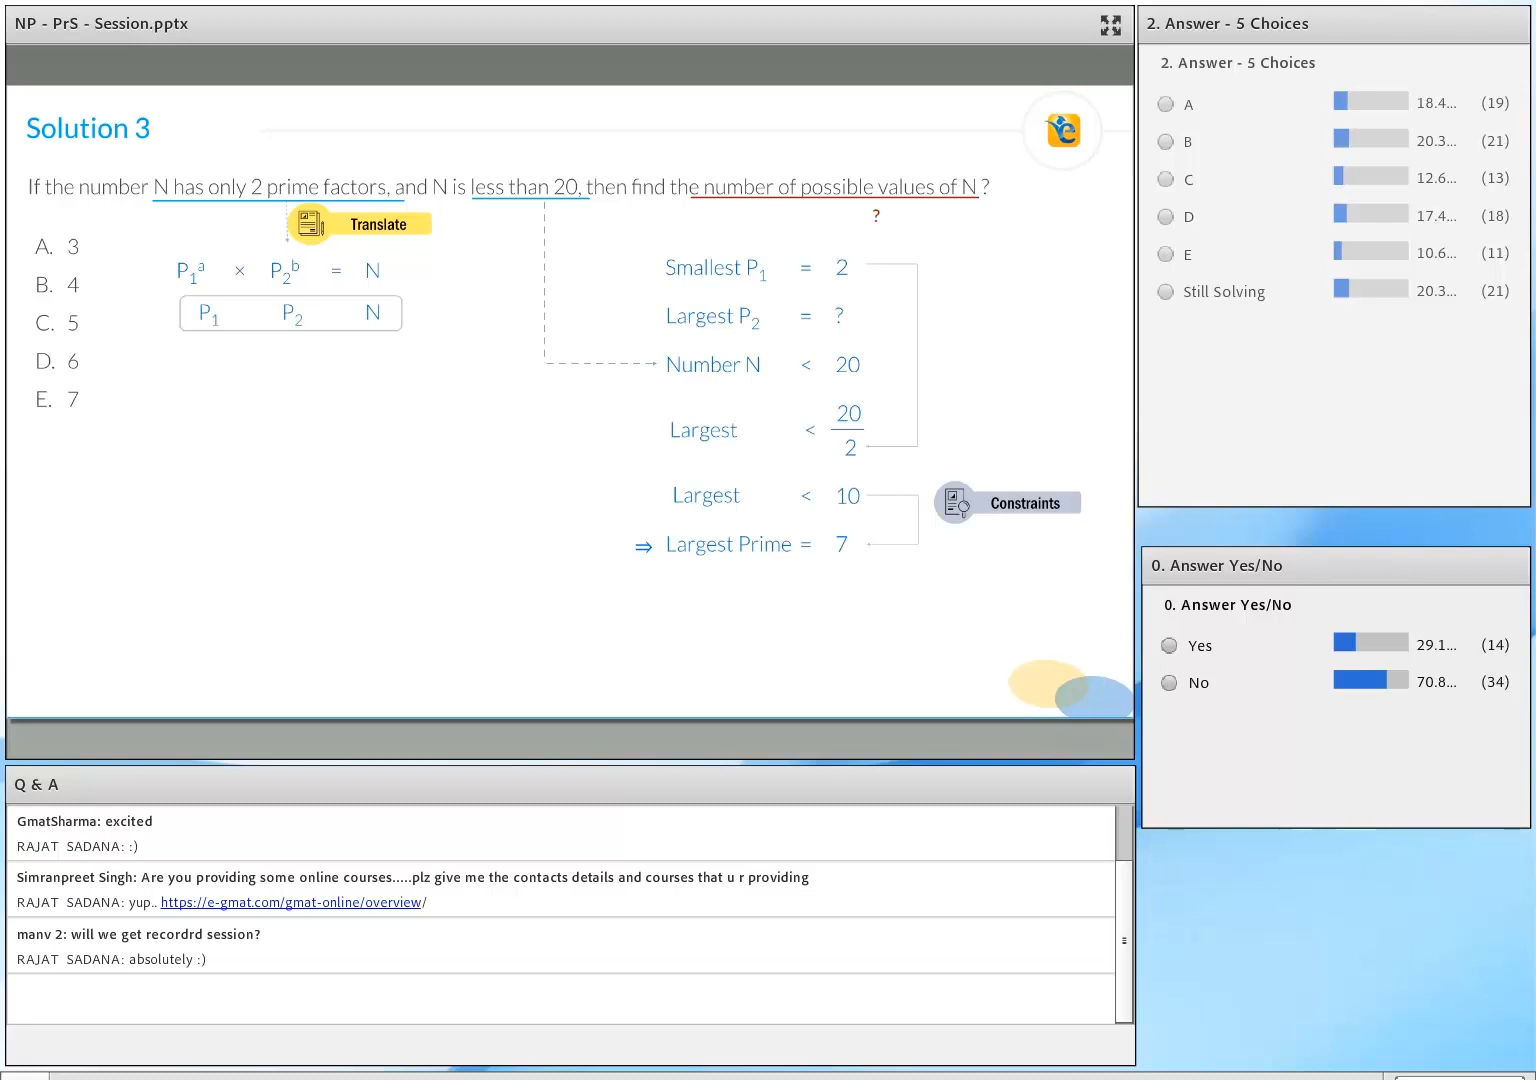 NP - PrS - Session.pptx
Solution 3
If the number N has only 2 prime factors, and N is less than 20, then find the number of possible values of N ?
Translate
?
A. 3
B. 4
C. 5
D. 6
E. 7
P₁ᵃ × P₂ᵇ = N
P₁ P₂ N
Smallest P₁ = 2
Largest P₂ = ?
Number N < 20
Largest < 20/2
Largest < 10
Constraints
⇒ Largest Prime = 7
2. Answer - 5 Choices
2. Answer - 5 Choices
A 18.4... (19)
B 20.3... (21)
C 12.6... (13)
D 17.4... (18)
E 10.6... (11)
Still Solving 20.3... (21)
0. Answer Yes/No
0. Answer Yes/No
Yes 29.1... (14)
No 70.8... (34)
Q & A
GmatSharma: excited
RAJAT SADANA: :)
Simranpreet Singh: Are you providing some online courses.....plz give me the contacts details and courses that u r providing
RAJAT SADANA: yup.. https://e-gmat.com/gmat-online/overview/
manv 2: will we get recordrd session?
RAJAT SADANA: absolutely :)